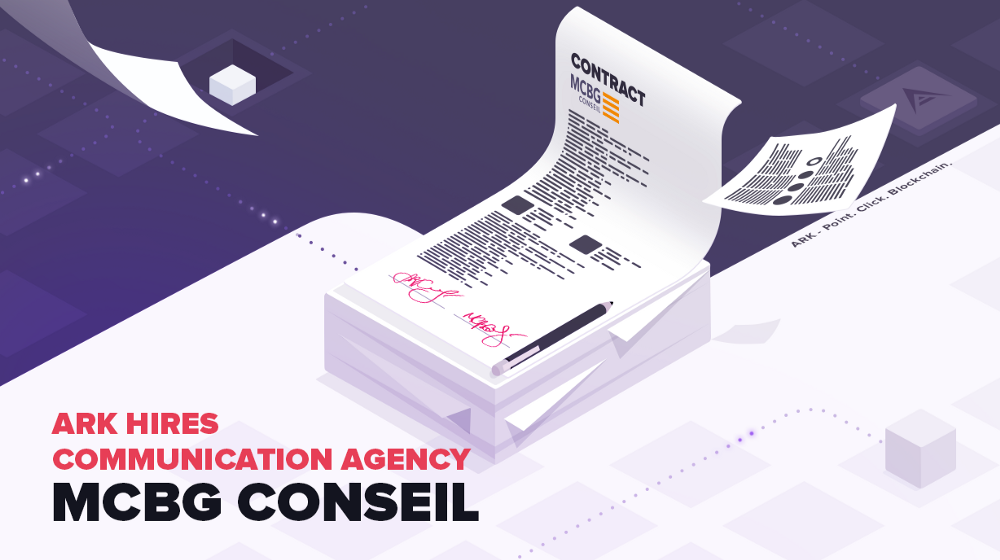 CONTRACT
MCBG
CONSEIL
ARK - Point. Click. Blockchain.
ARK HIRES
COMMUNICATION AGENCY
MCBG CONSEIL